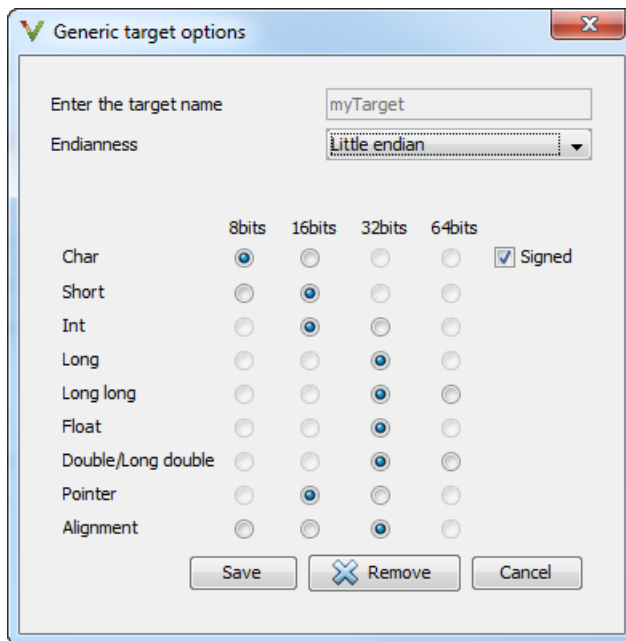 Generic target options
Enter the target name myTarget
Endianness Little endian
8bits 16bits 32bits 64bits
Char Signed
Short
Int
Long
Long long
Float
Double/Long double
Pointer
Alignment
Save Remove Cancel